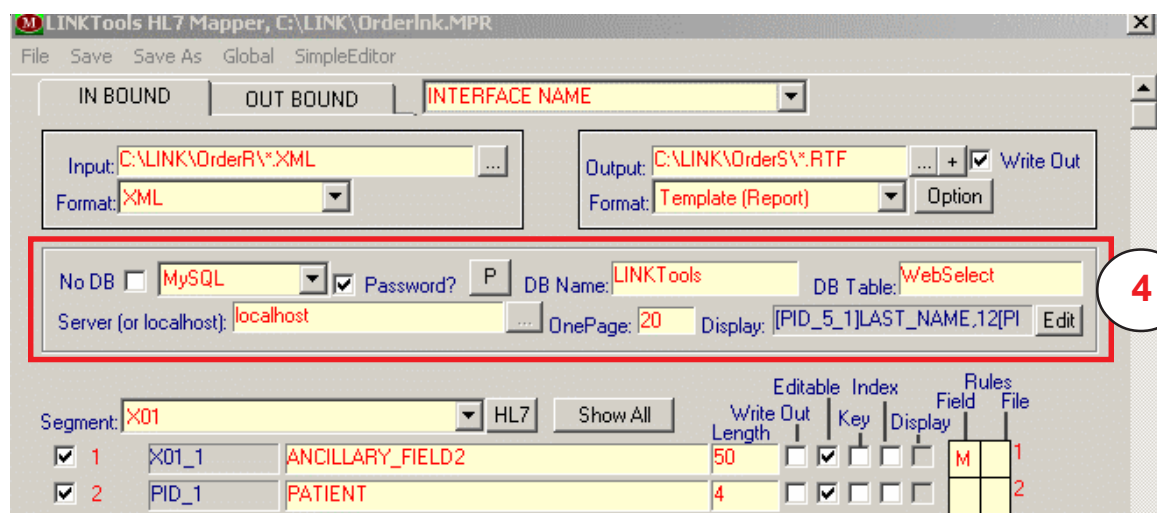 M LINKTools HL7 Mapper, C:\LINK\OrderInk.MPR X
File Save Save As Global SimpleEditor
IN BOUND OUT BOUND INTERFACE NAME
Input: C:\LINK\OrderR\*.XML ... Output: C:\LINK\OrderS\*.RTF ... + Write Out
Format: XML Format: Template (Report) Option
No DB MySQL Password? P DB Name: LINKTools DB Table: WebSelect
4
Server (or localhost): localhost ... OnePage: 20 Display: [PID_5_1]LAST_NAME,12[PI Edit
Editable Index Rules
Field File
Segment: X01 HL7 Show All Write Out Key Display
Length
1 X01_1 ANCILLARY_FIELD2 50 M 1
2 PID_1 PATIENT 4 2